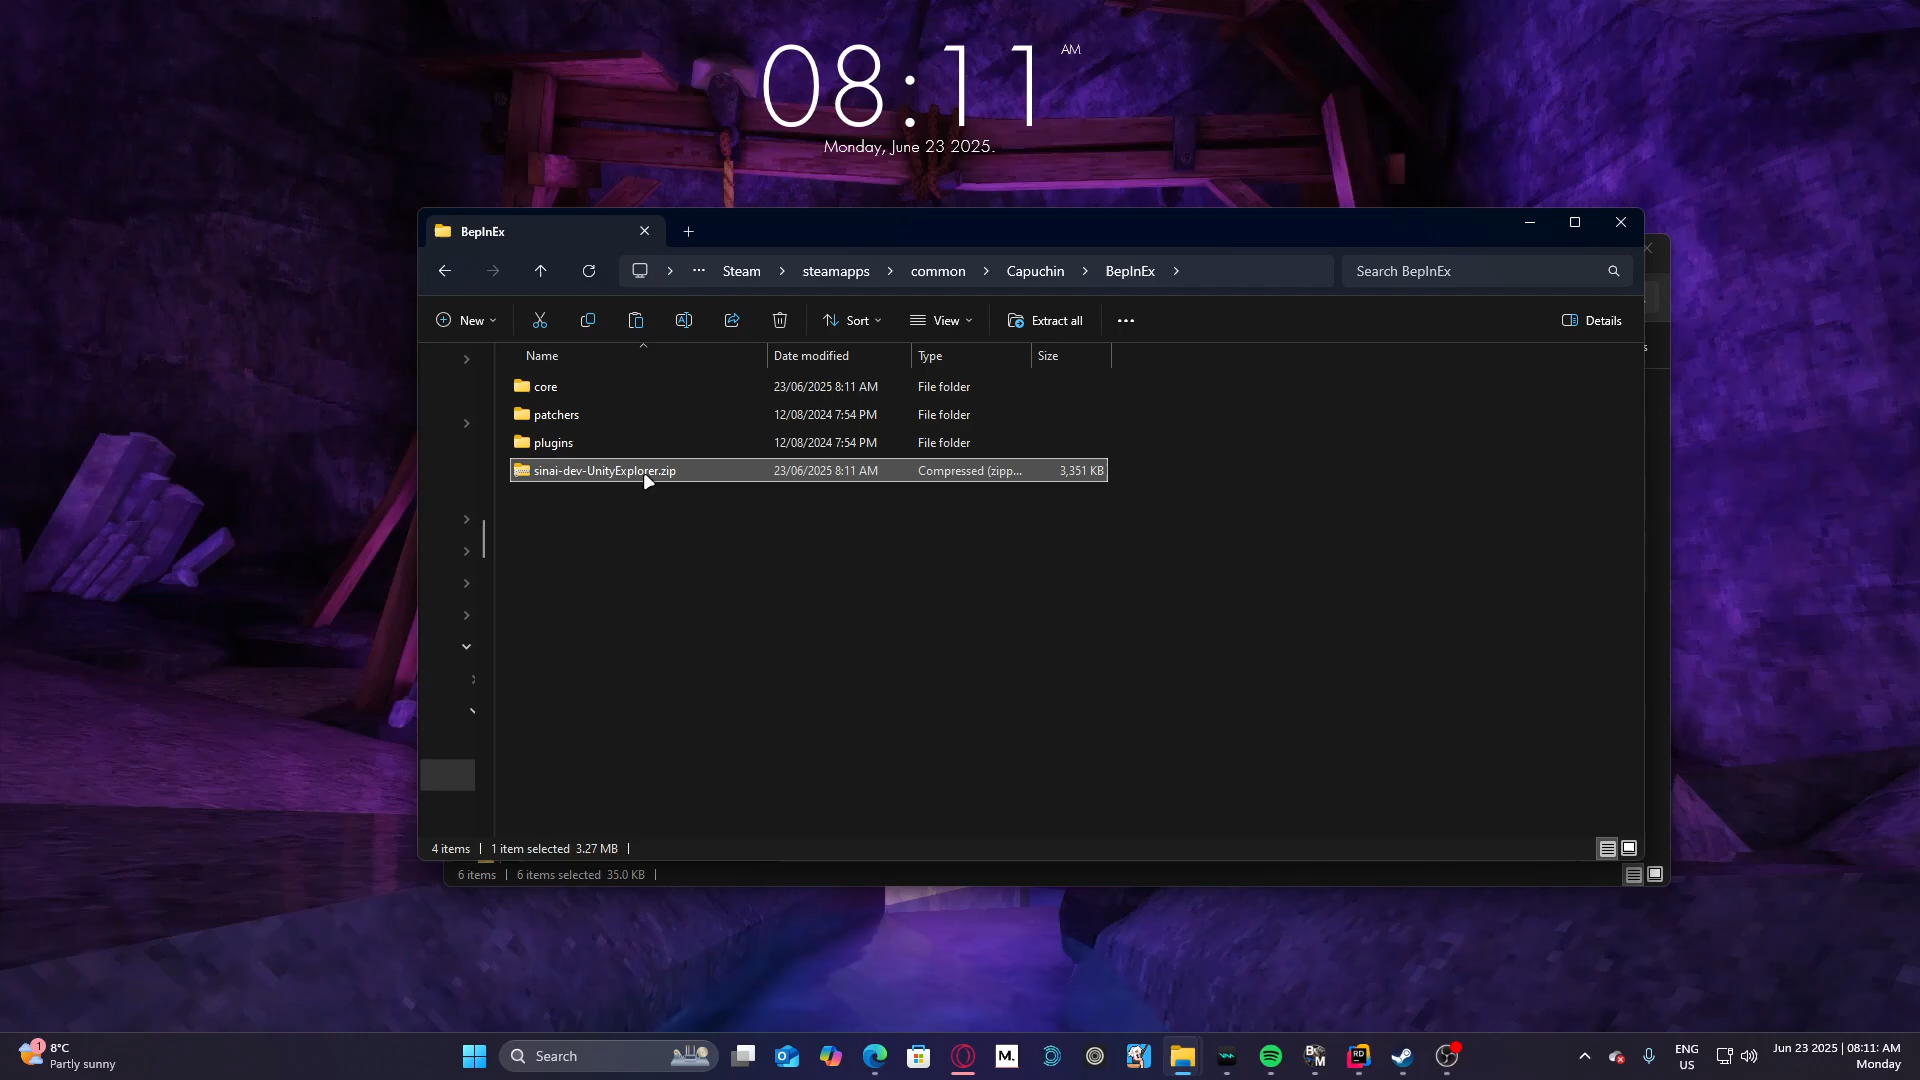 08:11 AM
Monday, June 23 2025.
BepInEx
Steam steamapps common Capuchin BepInEx
Search BepInEx
New Sort View Extract all Details
Name Date modified Type Size
core 23/06/2025 8:11 AM File folder
patchers 12/08/2024 7:54 PM File folder
plugins 12/08/2024 7:54 PM File folder
sinai-dev-UnityExplorer.zip 23/06/2025 8:11 AM Compressed (zipp... 3,351 KB
4 items 1 item selected 3.27 MB
6 items 6 items selected 35.0 KB
1
8°C
Partly sunny
Search
M.
B M
RD
ENG
US
Jun 23 2025 | 08:11: AM
Monday